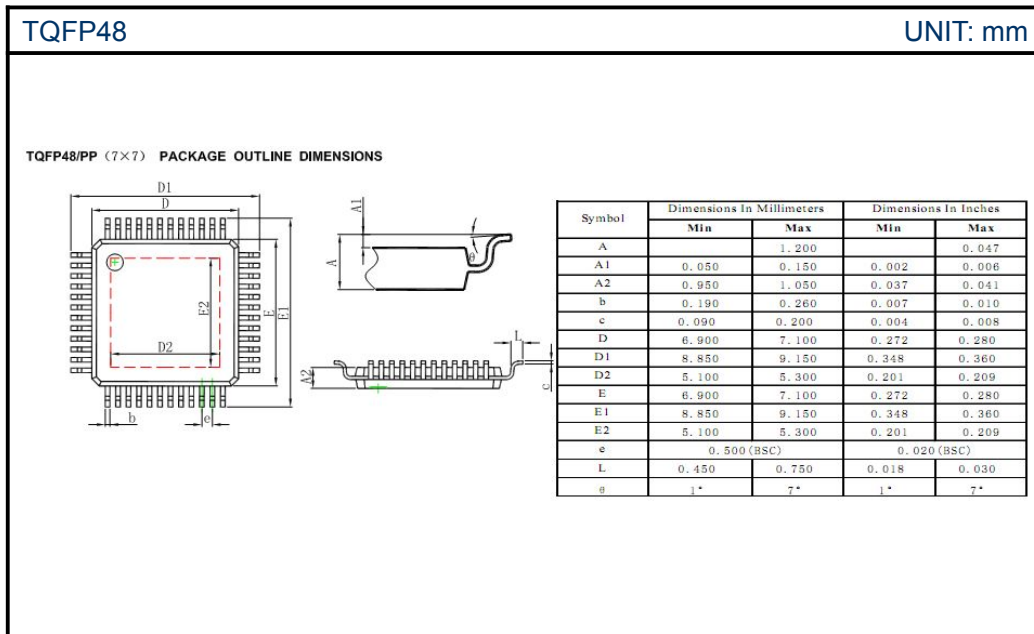 TQFP48 UNIT: mm
TQFP48/PP (7×7) PACKAGE OUTLINE DIMENSIONS
D1
D
A1
A
θ
E2
E
E1
D2
b
e
L
A2
c
Symbol Dimensions In Millimeters Dimensions In Inches
Min Max Min Max
A 1.200 0.047
A1 0.050 0.150 0.002 0.006
A2 0.950 1.050 0.037 0.041
b 0.190 0.260 0.007 0.010
c 0.090 0.200 0.004 0.008
D 6.900 7.100 0.272 0.280
D1 8.850 9.150 0.348 0.360
D2 5.100 5.300 0.201 0.209
E 6.900 7.100 0.272 0.280
E1 8.850 9.150 0.348 0.360
E2 5.100 5.300 0.201 0.209
e 0.500(BSC) 0.020(BSC)
L 0.450 0.750 0.018 0.030
θ 1° 7° 1° 7°